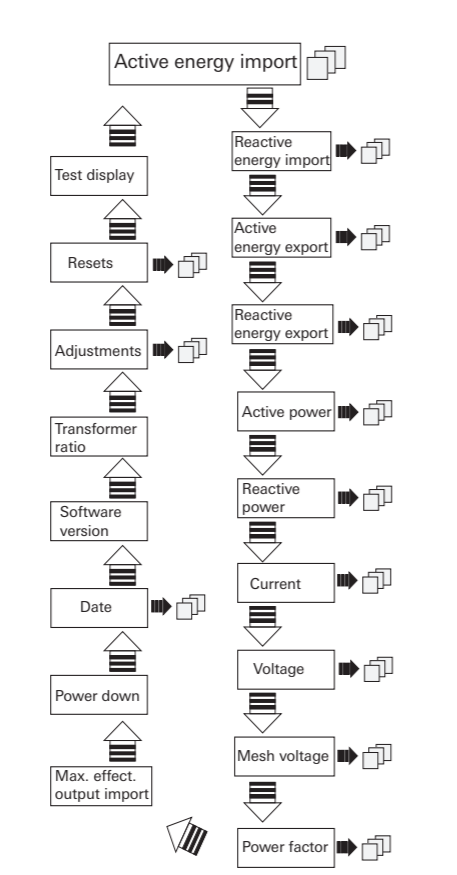 Active energy import
Reactive
energy import
Active
energy export
Reactive
energy export
Active power
Reactive
power
Current
Voltage
Mesh voltage
Power factor
Max. effect.
output import
Power down
Date
Software
version
Transformer
ratio
Adjustments
Resets
Test display